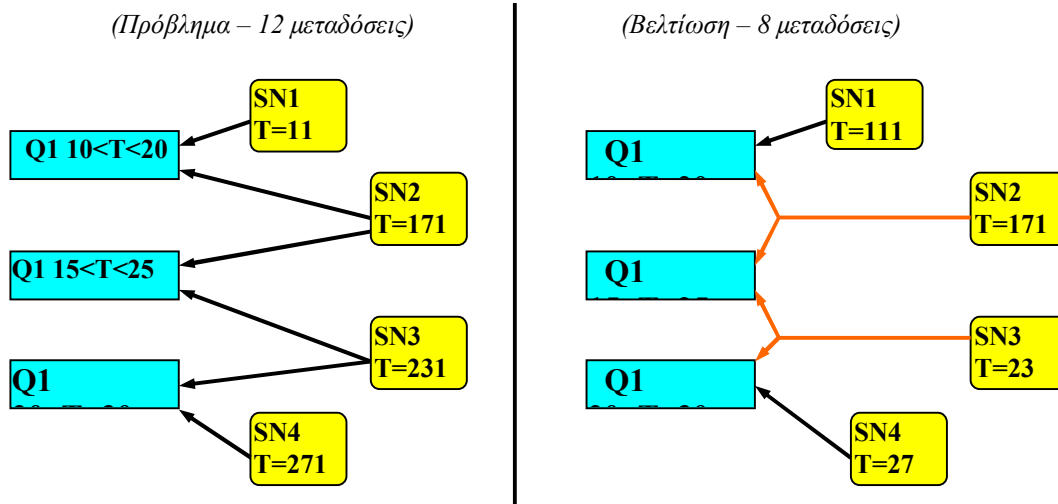 (Πρόβλημα – 12 μεταδόσεις)
SN1
T=11
Q1 10<T<20
SN2
T=171
Q1 15<T<25
SN3
T=231
Q1
SN4
T=271
(Βελτίωση – 8 μεταδόσεις)
SN1
T=111
Q1
SN2
T=171
Q1
SN3
T=23
Q1
SN4
T=27